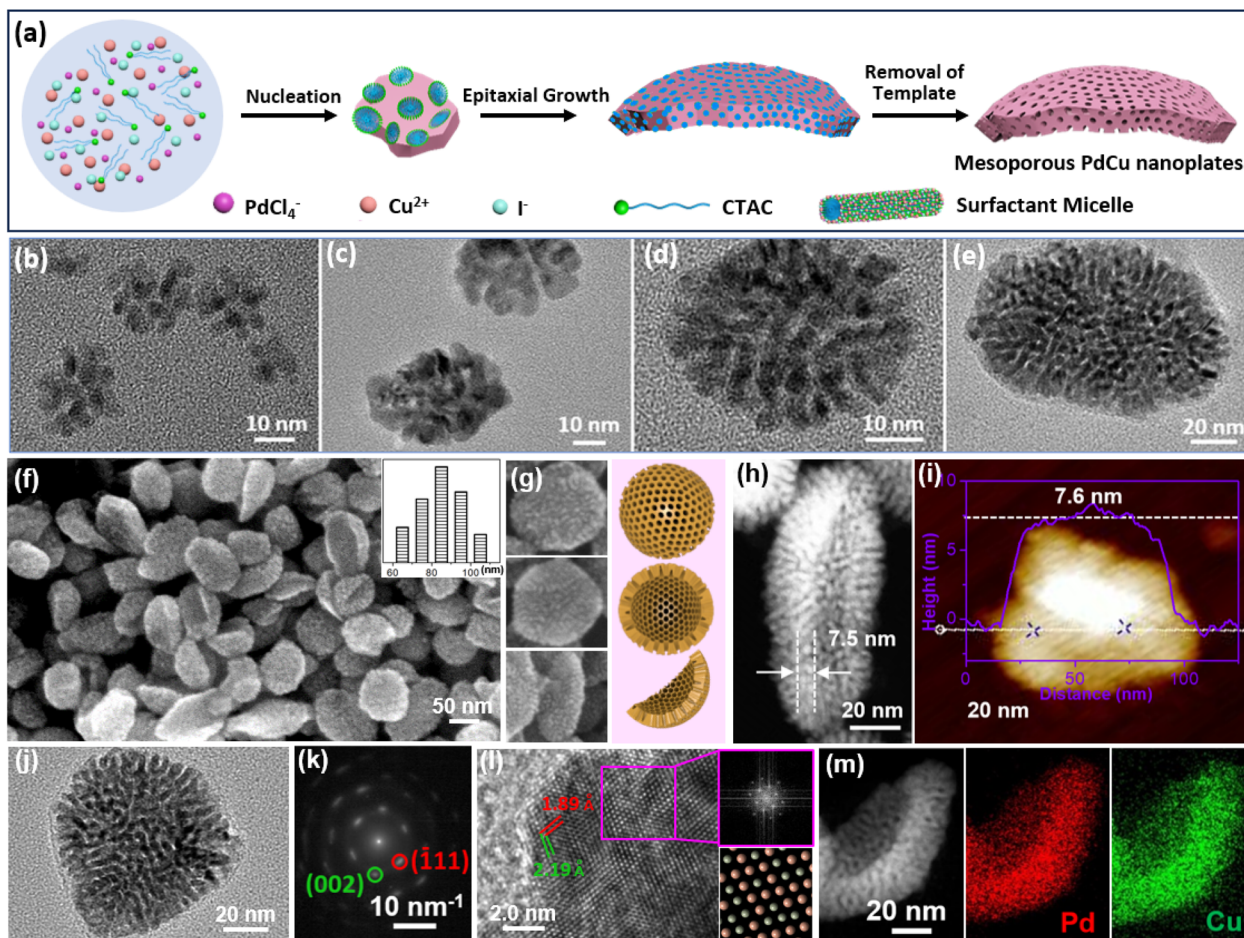 (a)
Nucleation
Epitaxial Growth
Removal of
Template
Mesoporous PdCu nanoplates
PdCl₄⁻
Cu²⁺
I⁻
CTAC
Surfactant Micelle
(b)
10 nm
(c)
10 nm
(d)
10 nm
(e)
20 nm
(f)
60 80 100 (nm)
50 nm
(g)
(h)
7.5 nm
20 nm
(i)
10
7.6 nm
5
0
Height (nm)
0 50 100
Distance (nm)
20 nm
(j)
20 nm
(k)
(002)
(1̄11)
10 nm⁻¹
(l)
1.89 Å
2.19 Å
2.0 nm
(m)
20 nm
Pd
Cu